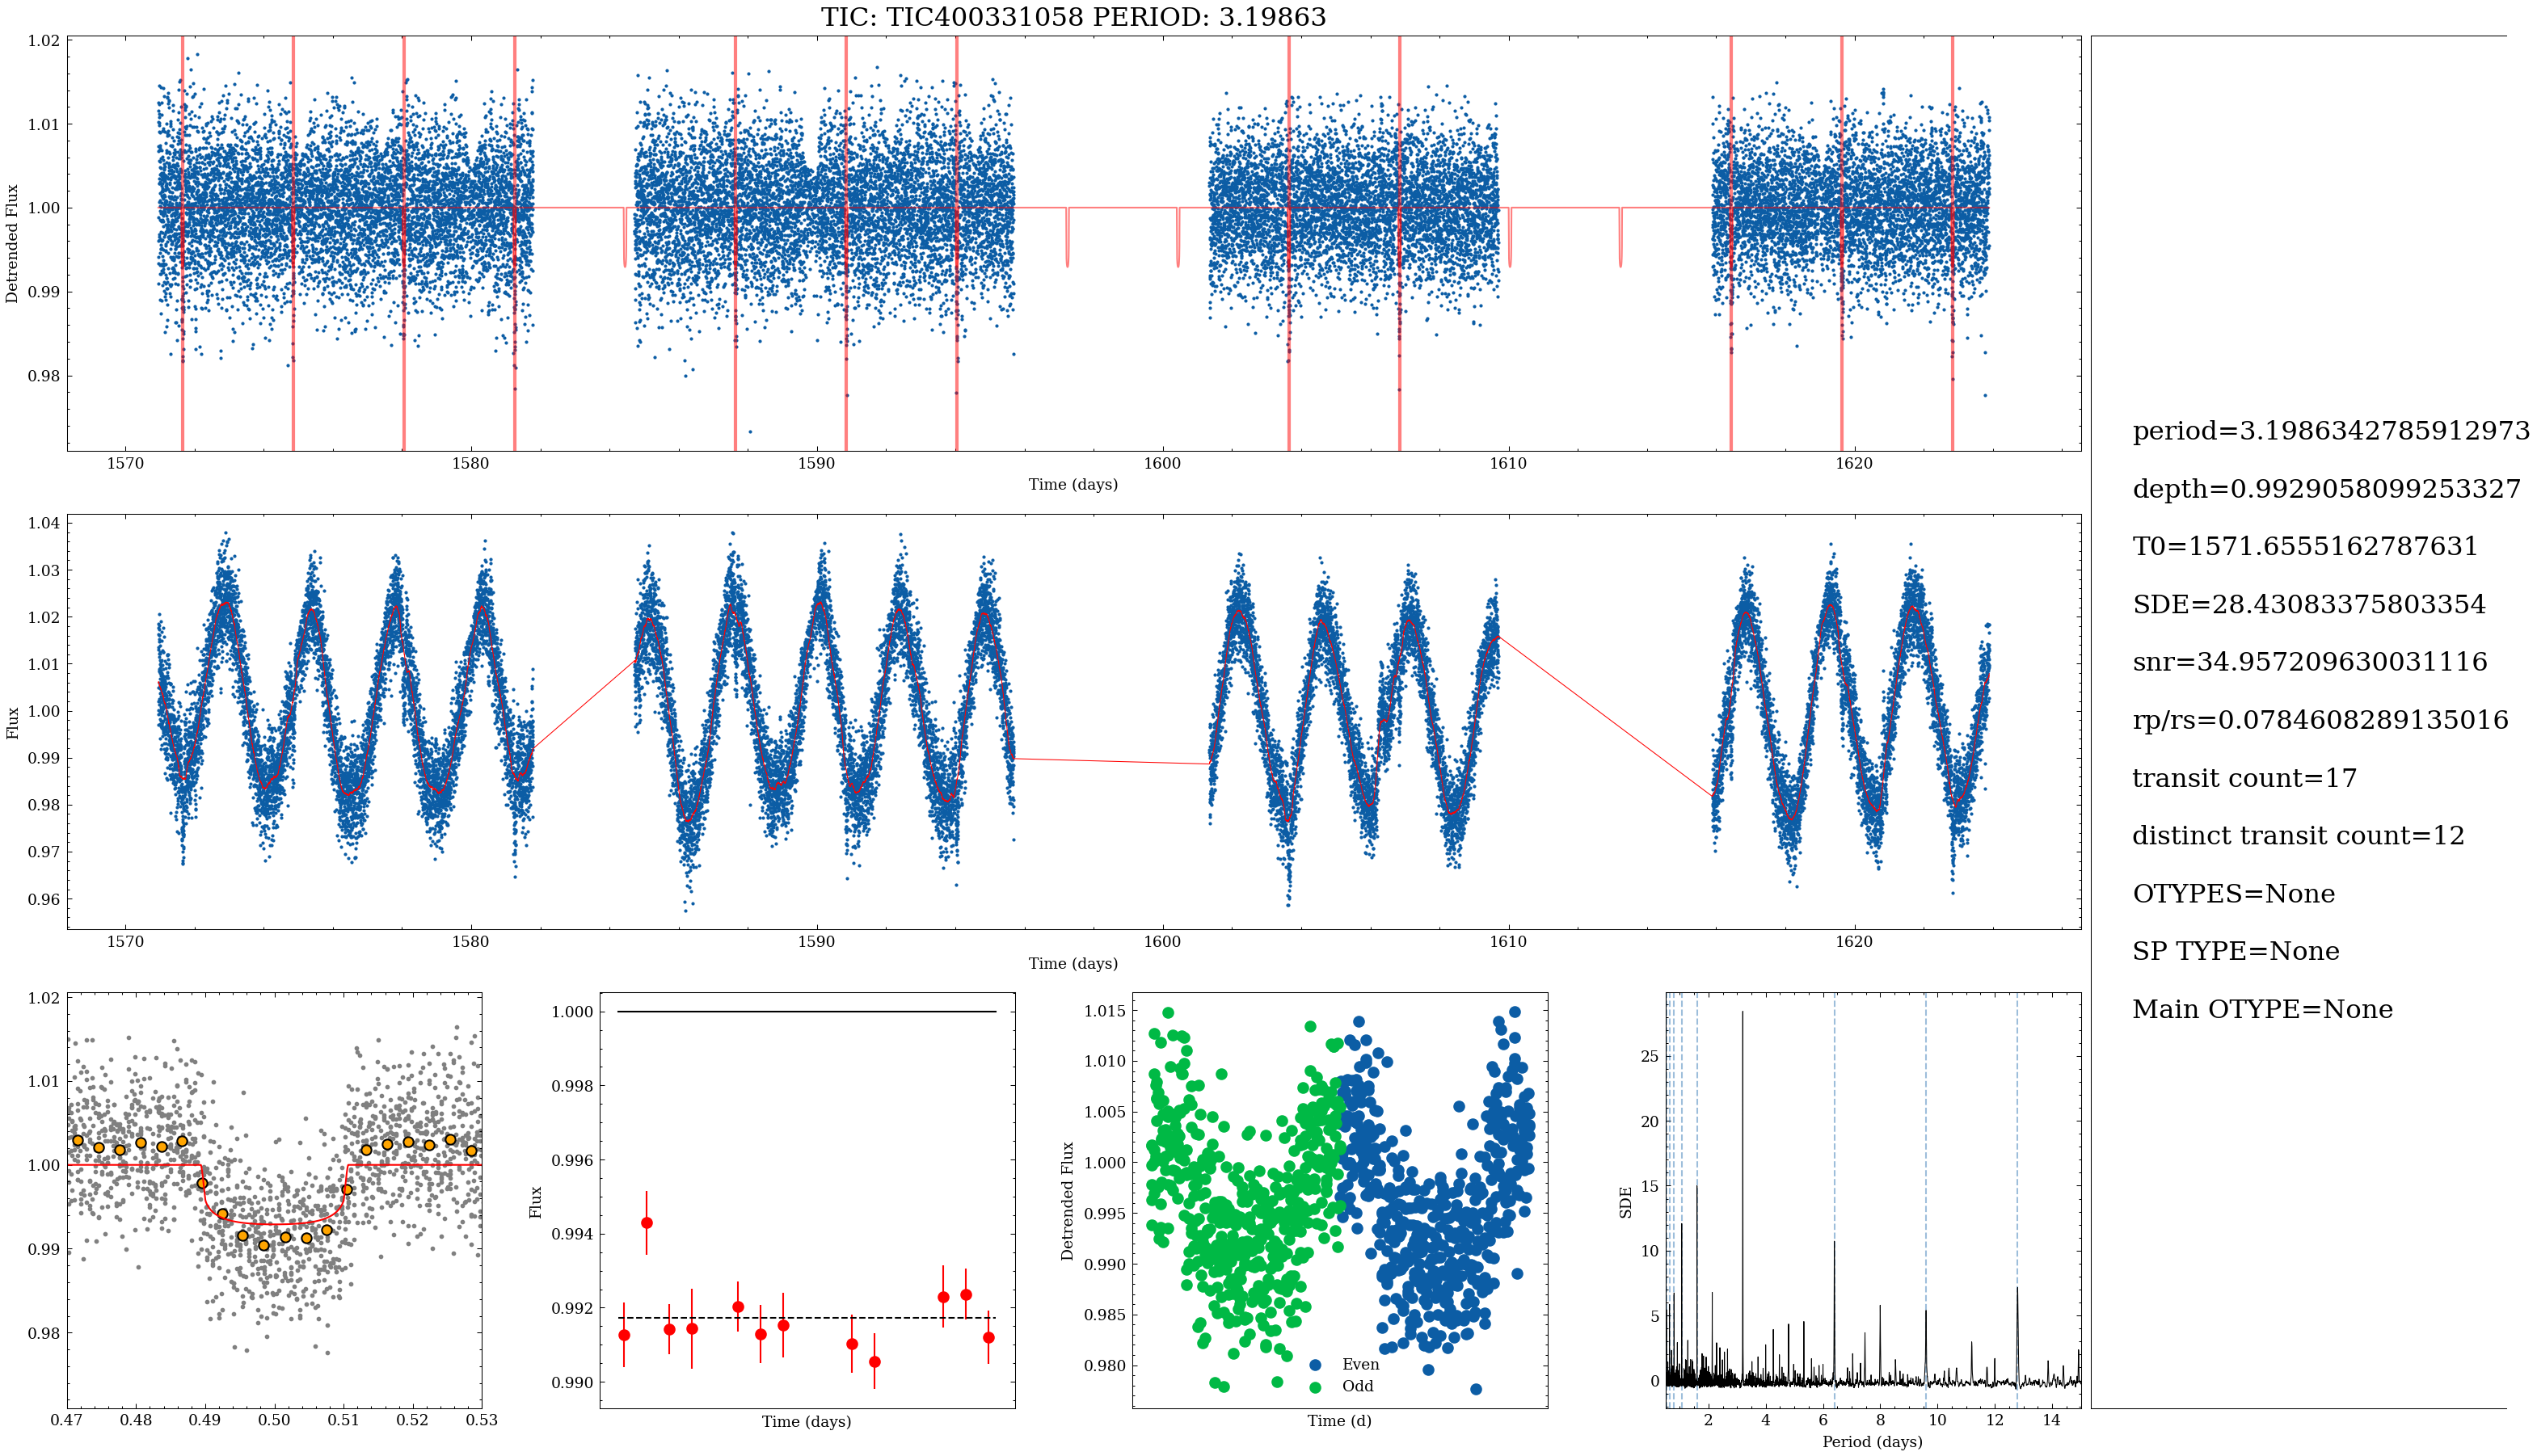 TIC: TIC400331058 PERIOD: 3.19863
1.02
1.01
1.00
0.99
0.98
Detrended Flux
1570
1580
1590
1600
1610
1620
Time (days)
1.04
1.03
1.02
1.01
1.00
0.99
0.98
0.97
0.96
Flux
1570
1580
1590
1600
1610
1620
Time (days)
1.02
1.01
1.00
0.99
0.98
0.47
0.48
0.49
0.50
0.51
0.52
0.53
1.000
0.998
0.996
0.994
0.992
0.990
Flux
Time (days)
1.015
1.010
1.005
1.000
0.995
0.990
0.985
0.980
Detrended Flux
Even
Odd
Time (d)
25
20
15
10
5
0
SDE
2
4
6
8
10
12
14
Period (days)
period=3.1986342785912973
depth=0.9929058099253327
T0=1571.6555162787631
SDE=28.43083375803354
snr=34.957209630031116
rp/rs=0.0784608289135016
transit count=17
distinct transit count=12
OTYPES=None
SP TYPE=None
Main OTYPE=None